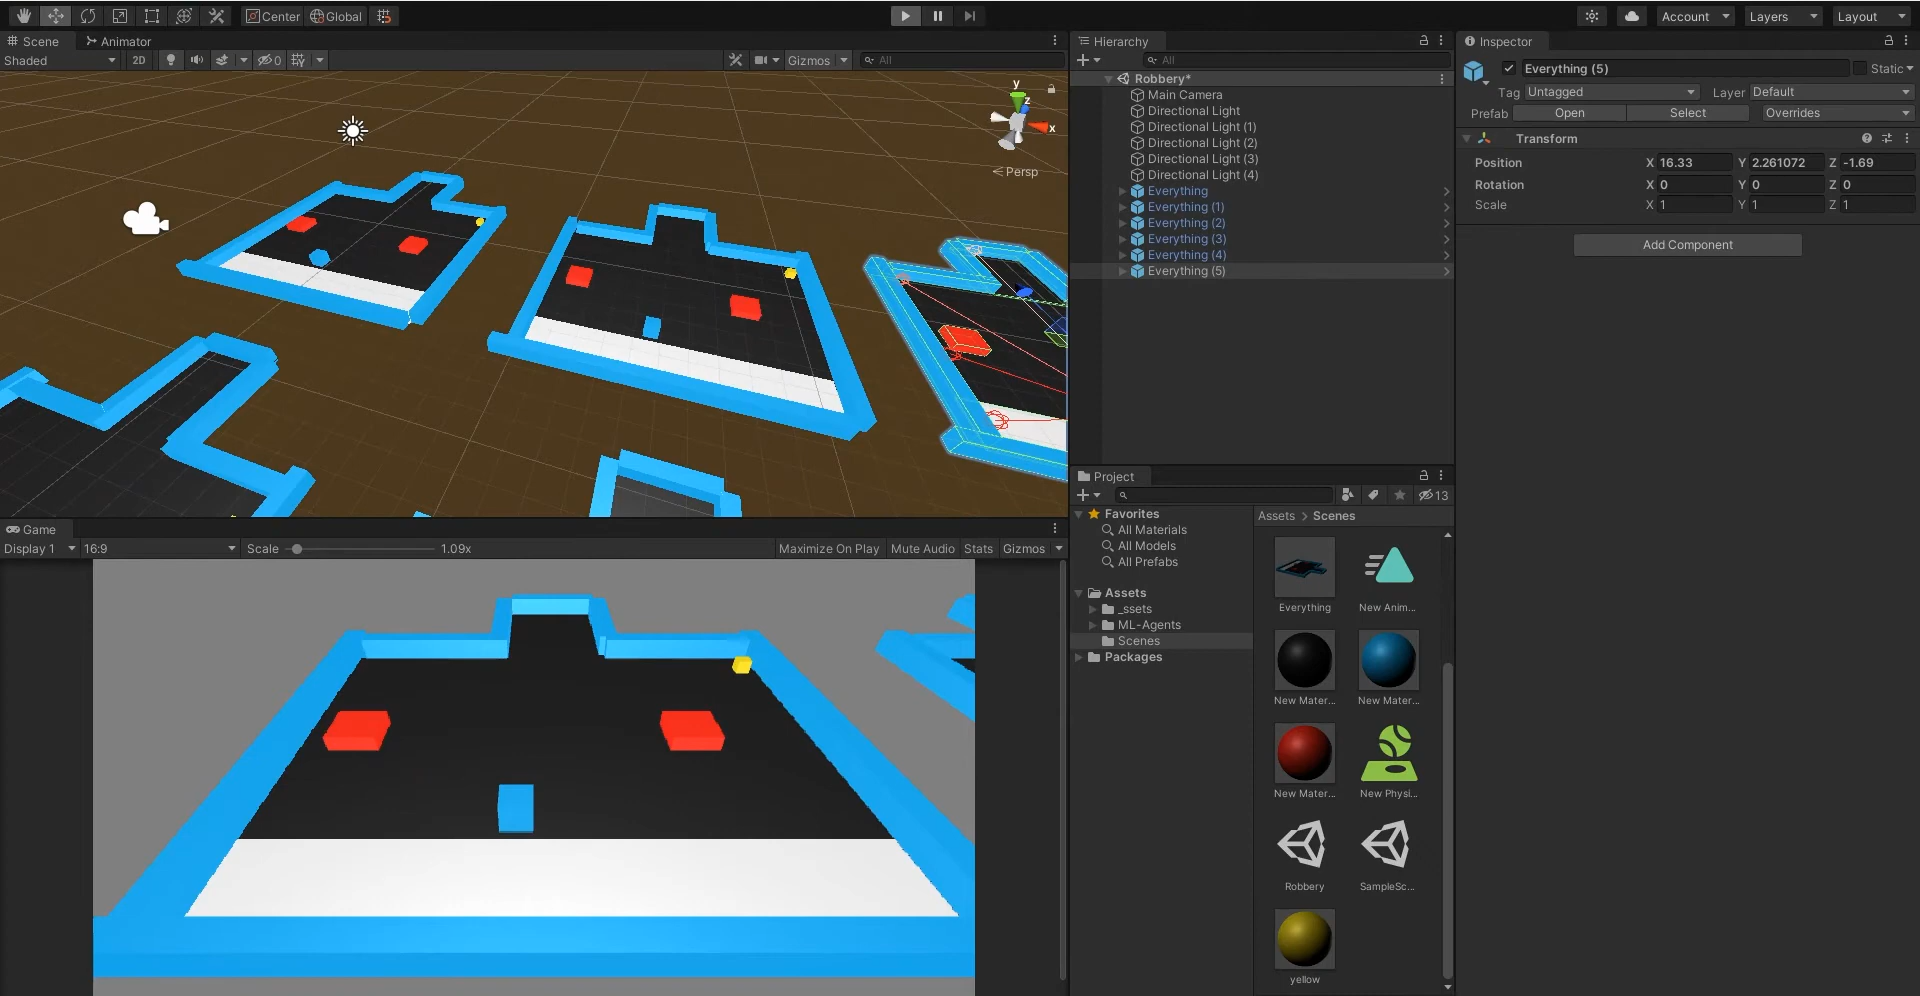 Center
Global
Account
Layers
Layout
Scene
Animator
Shaded
2D
0
Gizmos
All
y
z
x
Persp
Game
Display 1
16:9
Scale
1.09x
Maximize On Play
Mute Audio
Stats
Gizmos
Hierarchy
All
Robbery*
Main Camera
Directional Light
Directional Light (1)
Directional Light (2)
Directional Light (3)
Directional Light (4)
Everything
Everything (1)
Everything (2)
Everything (3)
Everything (4)
Everything (5)
Project
13
Favorites
All Materials
All Models
All Prefabs
Assets
_ssets
ML-Agents
Scenes
Packages
Assets > Scenes
Everything
New Anim...
New Mater...
New Mater...
New Mater...
New Physi...
Robbery
SampleSc...
yellow
Inspector
Everything (5)
Static
Tag Untagged
Layer Default
Prefab
Open
Select
Overrides
Transform
Position X 16.33 Y 2.261072 Z -1.69
Rotation X 0 Y 0 Z 0
Scale X 1 Y 1 Z 1
Add Component